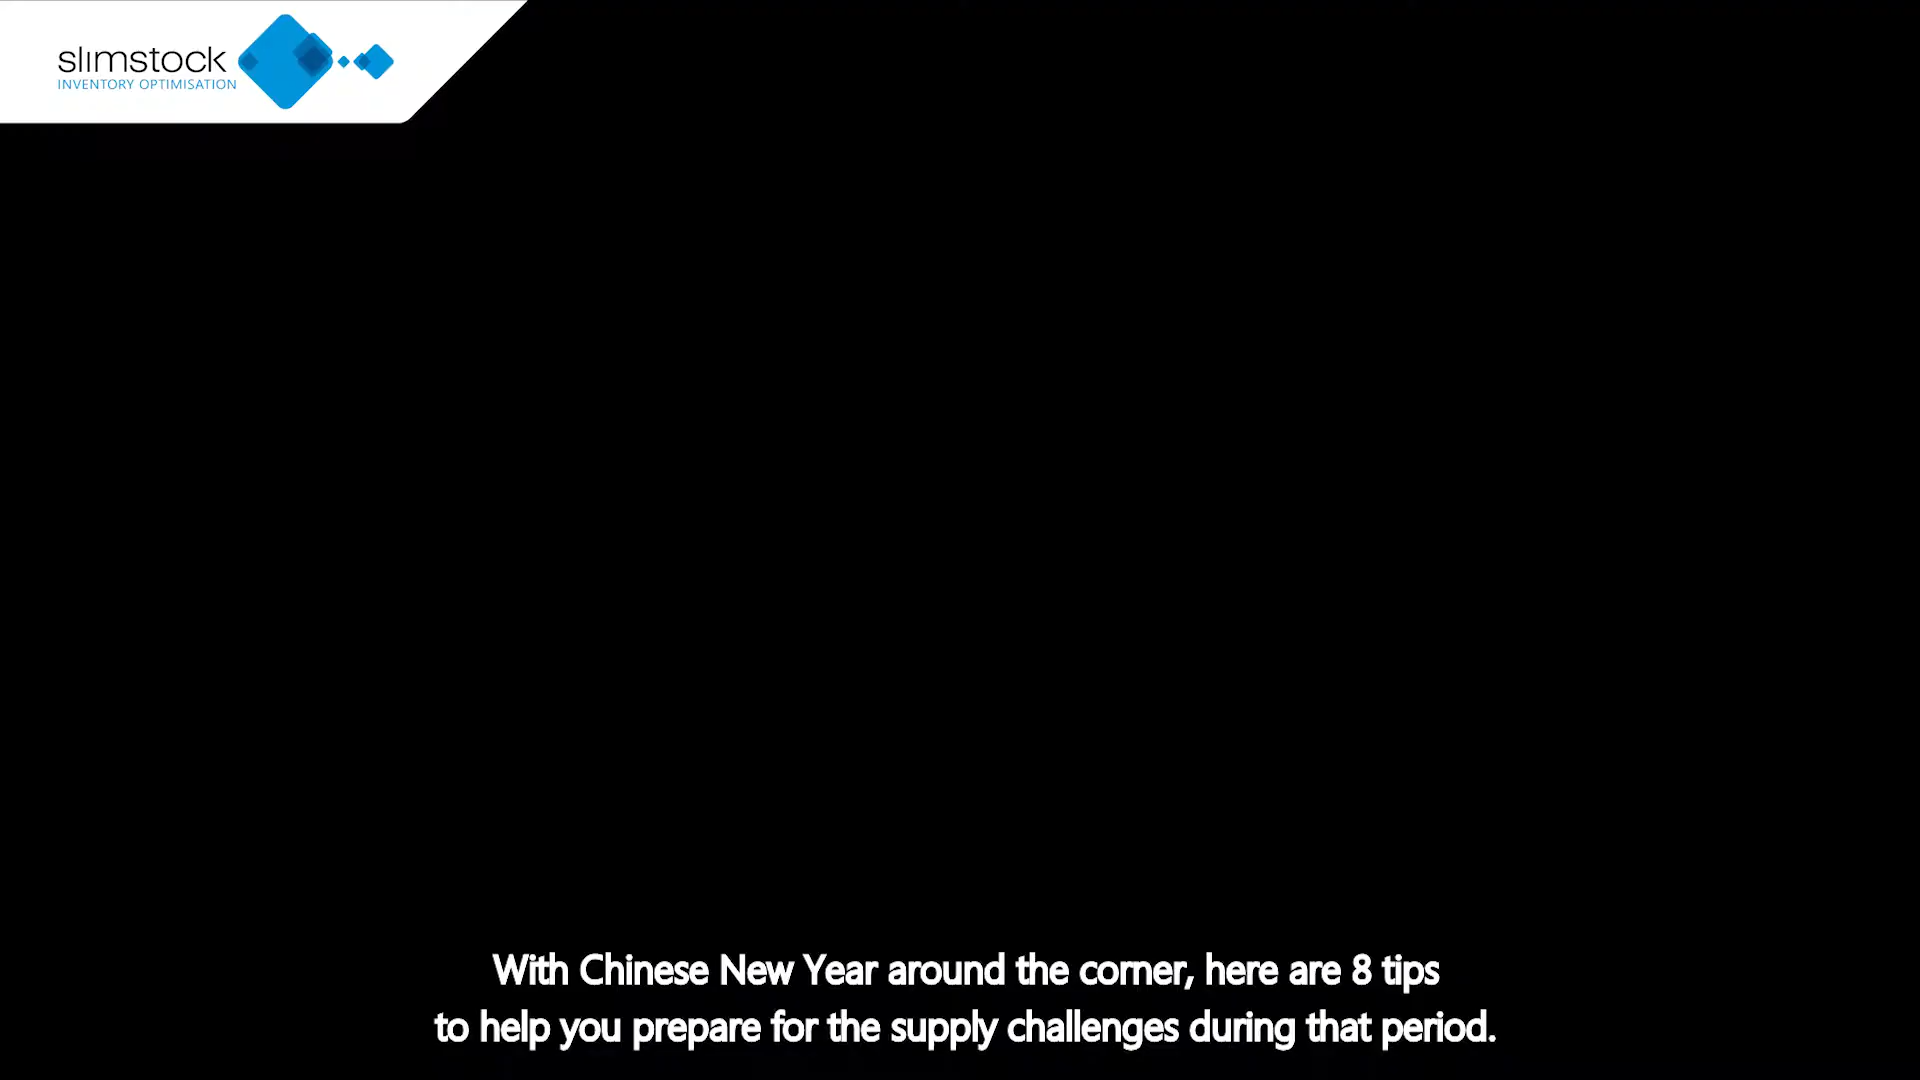 slimstock
INVENTORY OPTIMISATION
With Chinese New Year around the corner, here are 8 tips
to help you prepare for the supply challenges during that period.